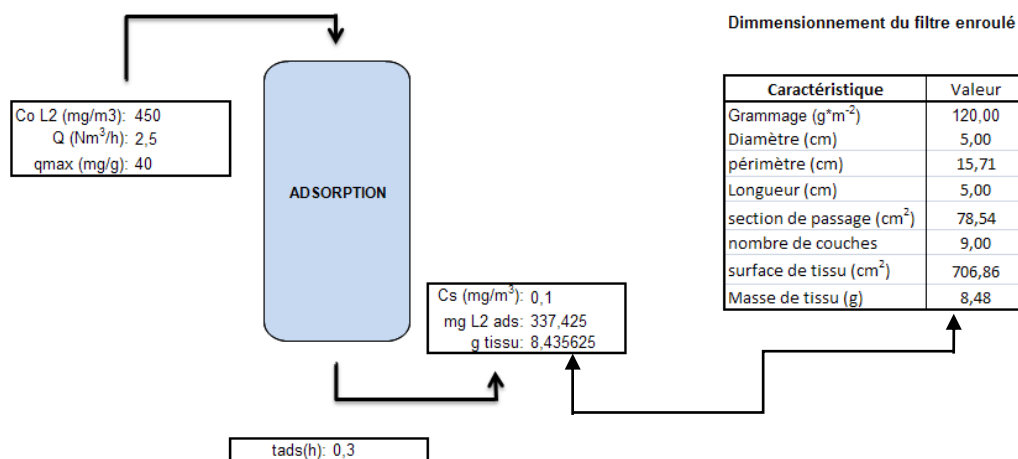 Dimmensionnement du filtre enroulé
Co L2 (mg/m3): 450
Q (Nm³/h): 2,5
qmax (mg/g): 40
ADSORPTION
Cs (mg/m³): 0,1
mg L2 ads: 337,425
g tissu: 8,435625
tads(h): 0,3
Caractéristique Valeur
Grammage (g*m⁻²) 120,00
Diamètre (cm) 5,00
périmètre (cm) 15,71
Longueur (cm) 5,00
section de passage (cm²) 78,54
nombre de couches 9,00
surface de tissu (cm²) 706,86
Masse de tissu (g) 8,48